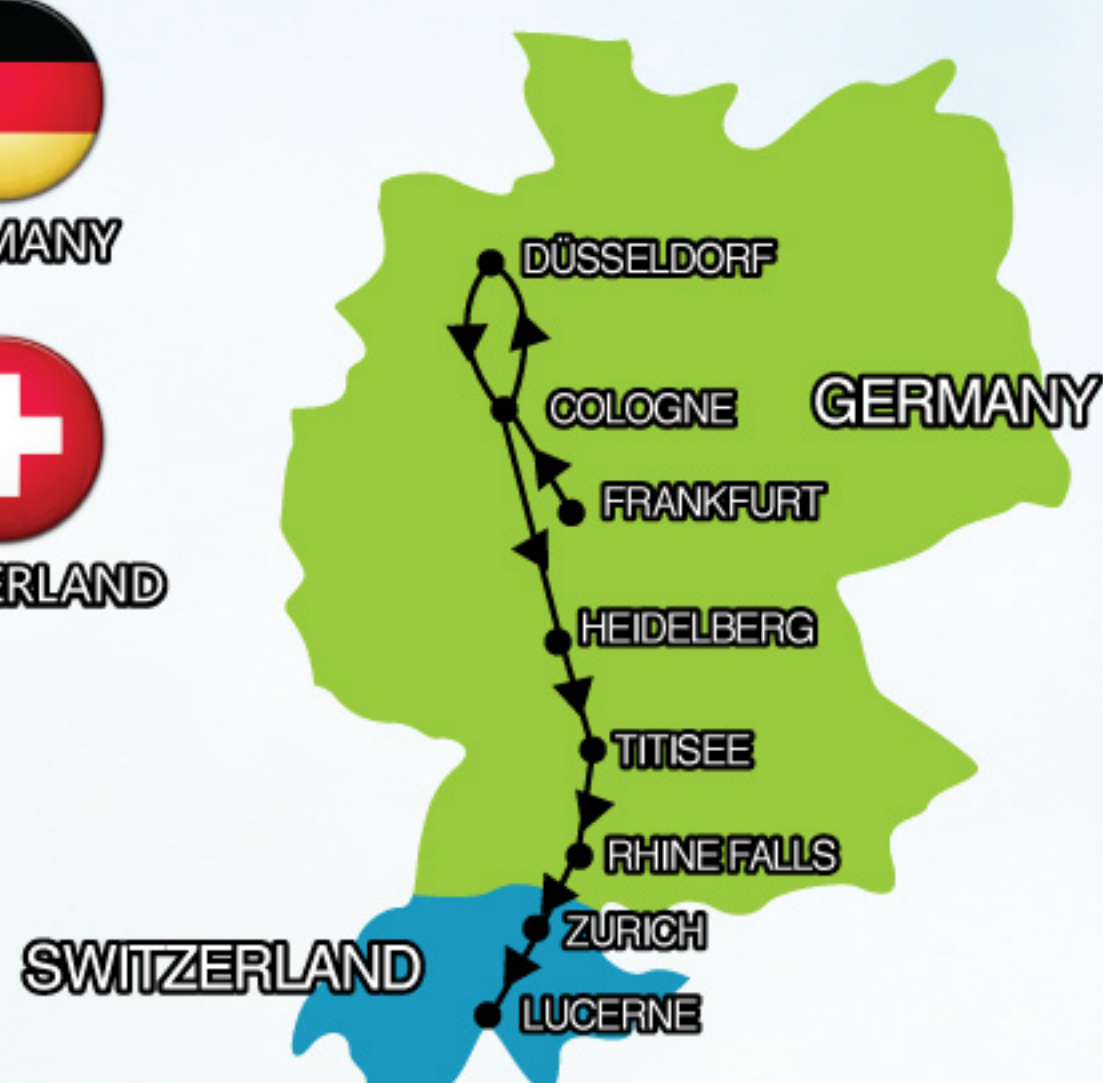 MANY
ERLAND
DÜSSELDORF
COLOGNE
GERMANY
FRANKFURT
HEIDELBERG
TITISEE
RHINE FALLS
ZURICH
SWITZERLAND
LUCERNE